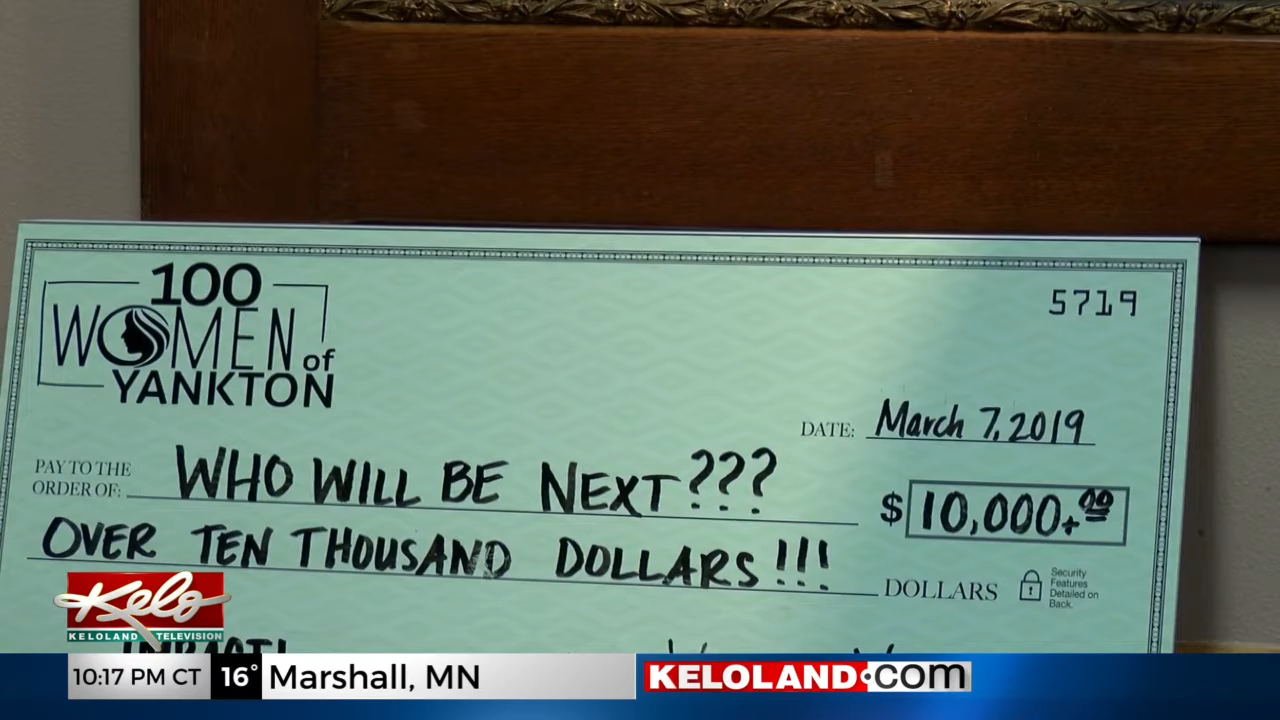 100
WOMEN of
YANKTON
5719
DATE: March 7, 2019
PAY TO THE
ORDER OF: WHO WILL BE NEXT???
$ 10,000+ 00
OVER TEN THOUSAND DOLLARS!!!
DOLLARS
Security
Features
Detailed on
Back.
Kelo
KELOLAND TELEVISION
10:17 PM CT 16° Marshall, MN KELOLAND.COM